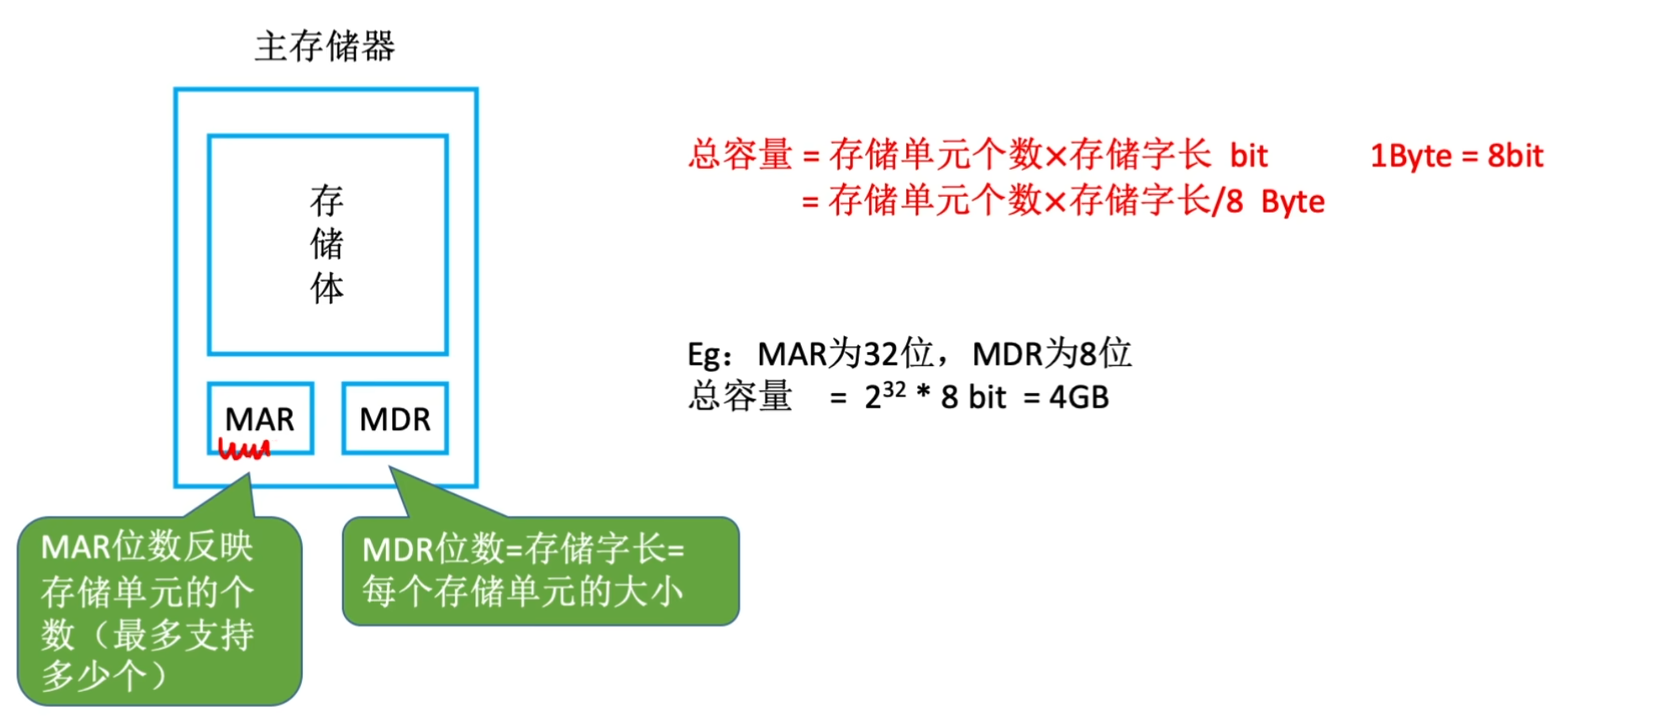 主存储器
存
储
体
MAR
MDR
MAR位数反映
存储单元的个
数（最多支持
多少个）
MDR位数=存储字长=
每个存储单元的大小
总容量 = 存储单元个数×存储字长 bit 1Byte = 8bit
= 存储单元个数×存储字长/8 Byte
Eg：MAR为32位，MDR为8位
总容量 = 2³² * 8 bit = 4GB